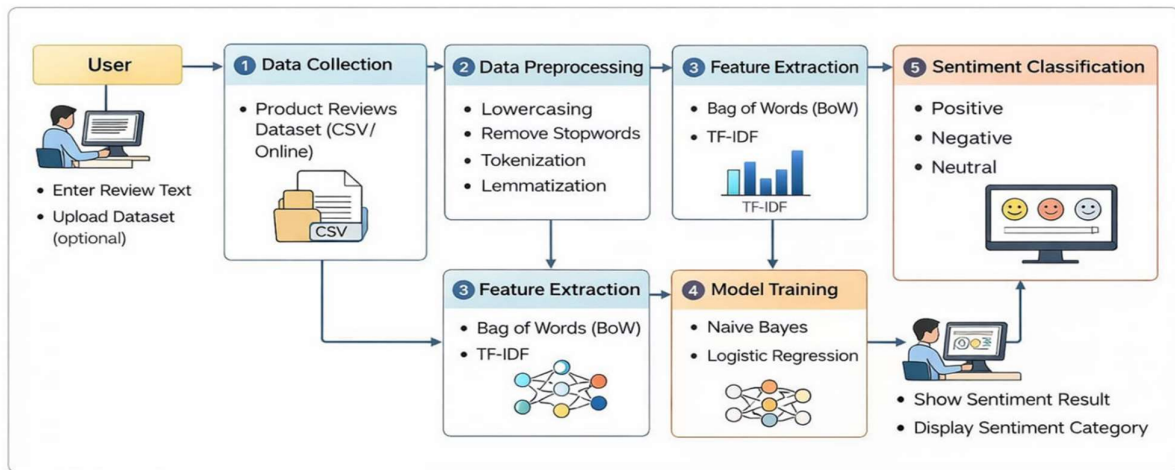 User
• Enter Review Text
• Upload Dataset
(optional)
1 Data Collection
• Product Reviews
Dataset (CSV/
Online)
CSV
2 Data Preprocessing
• Lowercasing
• Remove Stopwords
• Tokenization
• Lemmatization
3 Feature Extraction
• Bag of Words (BoW)
• TF-IDF
TF-IDF
5 Sentiment Classification
• Positive
• Negative
• Neutral
3 Feature Extraction
• Bag of Words (BoW)
• TF-IDF
4 Model Training
• Naive Bayes
• Logistic Regression
• Show Sentiment Result
• Display Sentiment Category